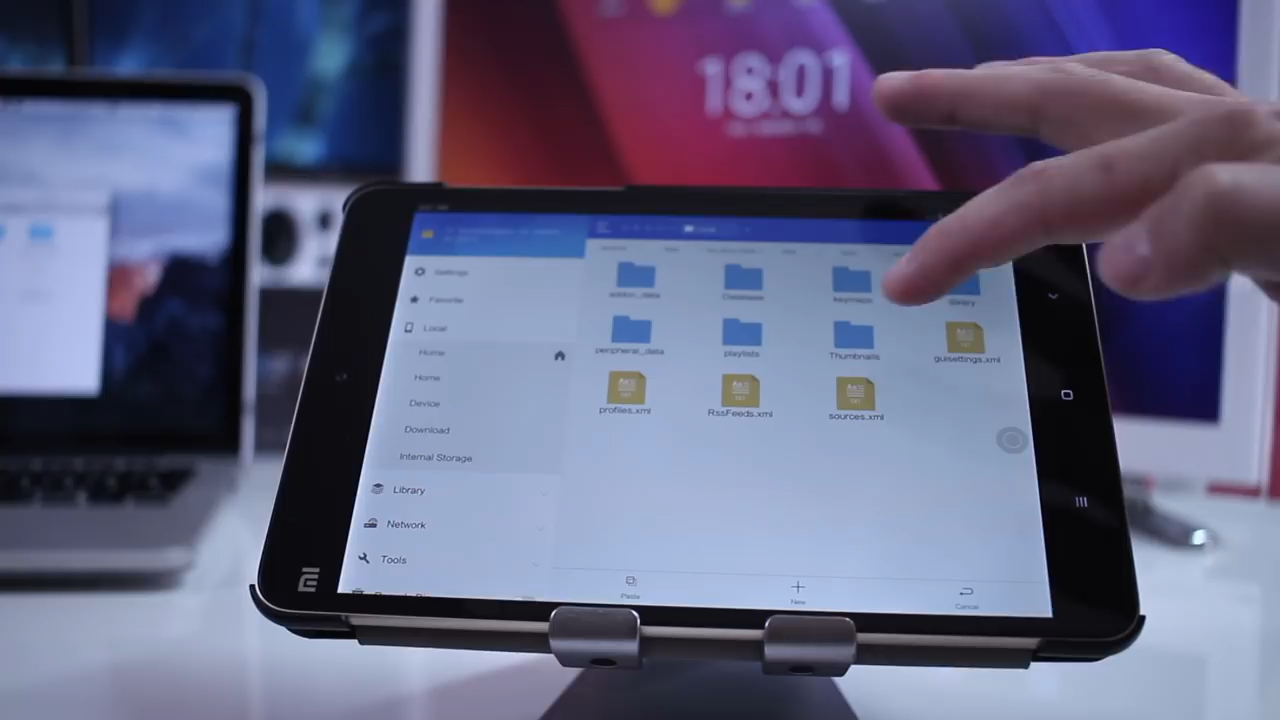 18:01
Settings
Favorite
Local
Home
Home
Device
Download
Internal Storage
Library
Network
Tools
addon_data
Database
keymaps
library
peripheral_data
playlists
Thumbnails
guisettings.xml
profiles.xml
RssFeeds.xml
sources.xml
Paste
New
Cancel